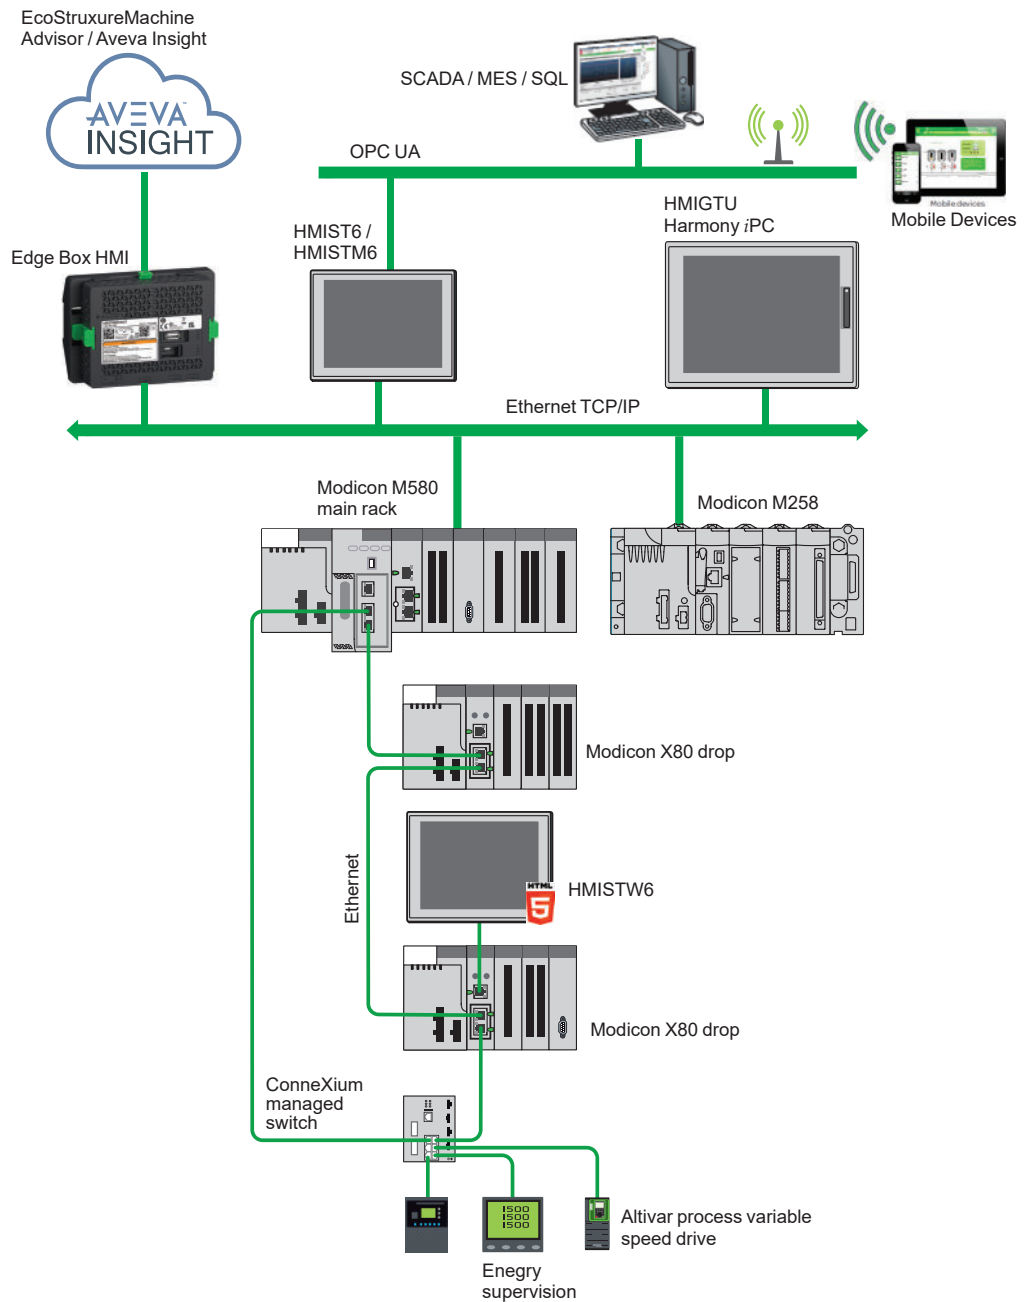 EcoStruxureMachine
Advisor / Aveva Insight
AVEVA
INSIGHT
SCADA / MES / SQL
OPC UA
Mobile devices
Mobile Devices
HMIGTU
Harmony iPC
HMIST6 /
HMISTM6
Edge Box HMI
Ethernet TCP/IP
Modicon M580
main rack
Modicon M258
Modicon X80 drop
Ethernet
HTML
5
HMISTW6
Modicon X80 drop
ConneXium
managed
switch
1500
1500
1500
Altivar process variable
speed drive
Enegry
supervision